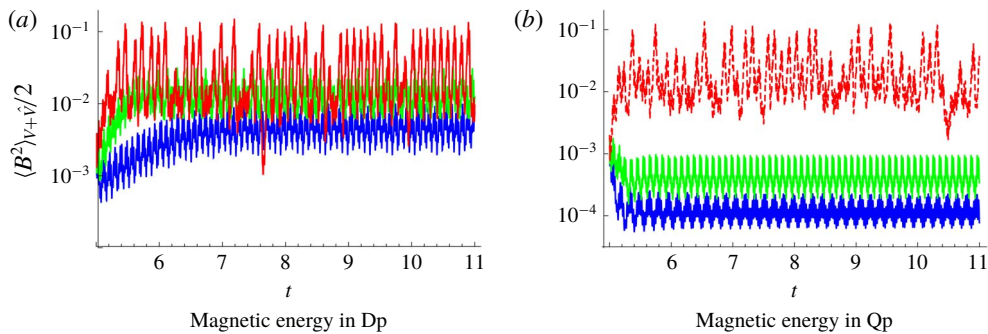 (a)
(b)
⟨B²⟩V+v̂/2
10⁻¹
10⁻²
10⁻³
6 7 8 9 10 11
t
Magnetic energy in Dp
10⁻¹
10⁻²
10⁻³
10⁻⁴
6 7 8 9 10 11
t
Magnetic energy in Qp